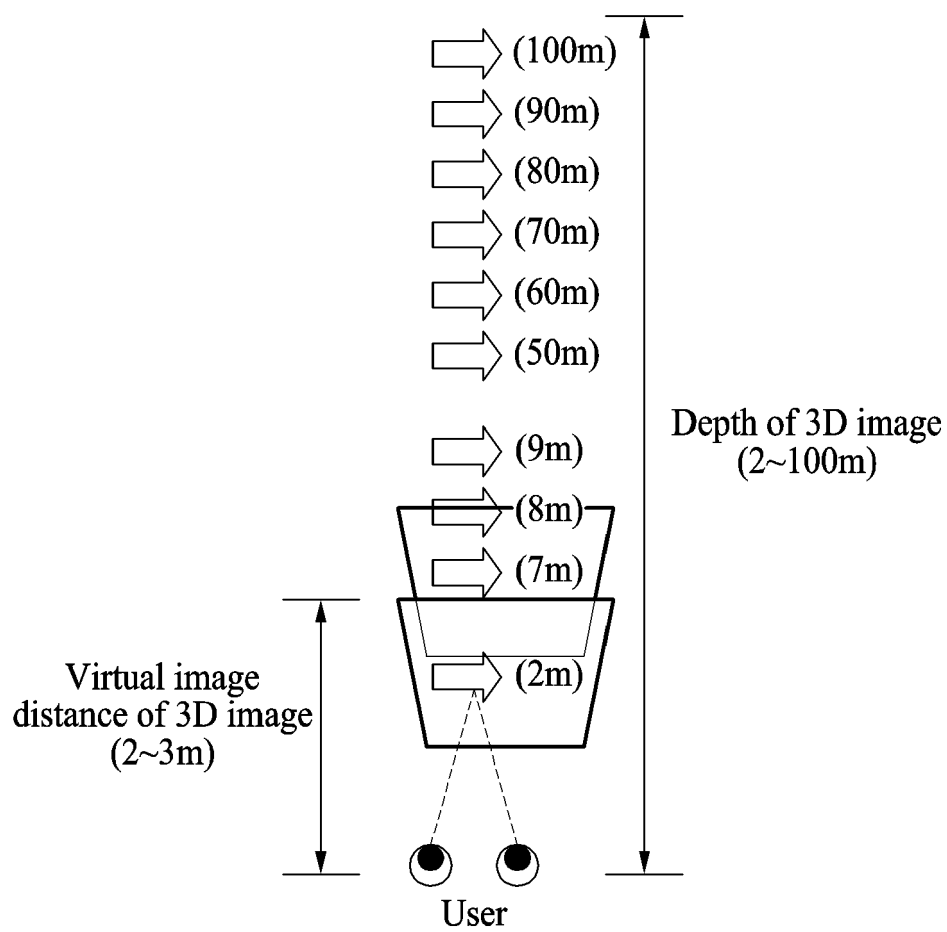 (100m)
(90m)
(80m)
(70m)
(60m)
(50m)
Depth of 3D image
(2~100m)
(9m)
(8m)
(7m)
(2m)
Virtual image
distance of 3D image
(2~3m)
User